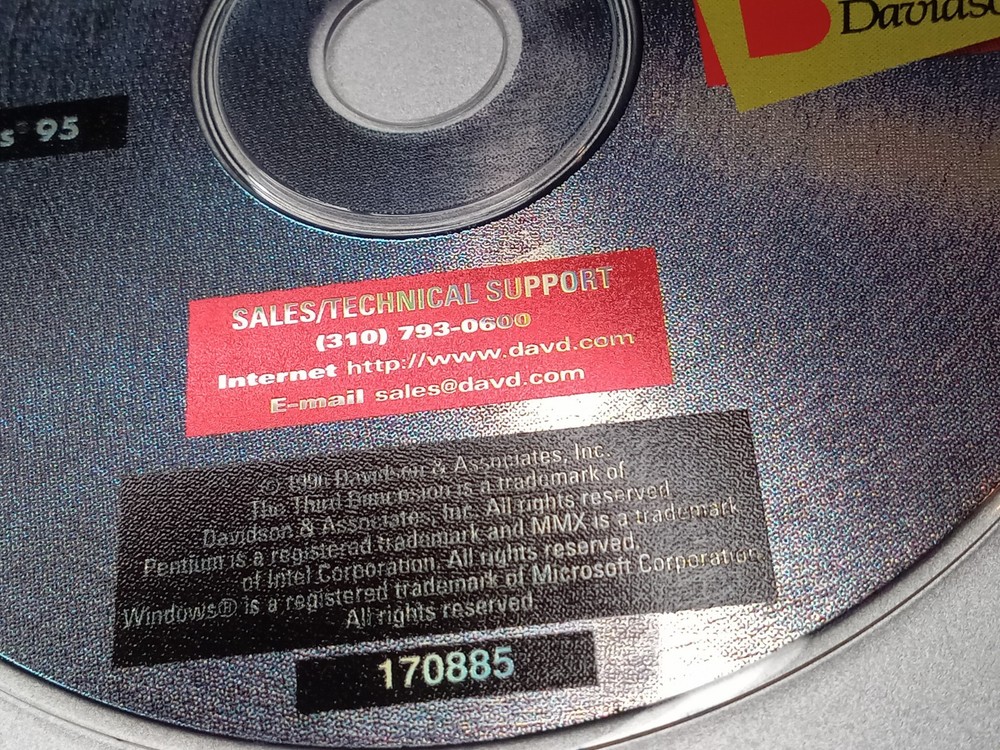 Davidso
s® 95
SALES/TECHNICAL SUPPORT
(310) 793-0600
Internet http://www.davd.com
E-mail sales@davd.com
© 1996 Davidson & Associates, Inc.
The Third Dimension is a trademark of
Davidson & Associates, Inc. All rights reserved
Pentium is a registered trademark and MMX is a trademark
of Intel Corporation. All rights reserved.
Windows® is a registered trademark of Microsoft Corporation
All rights reserved
170885